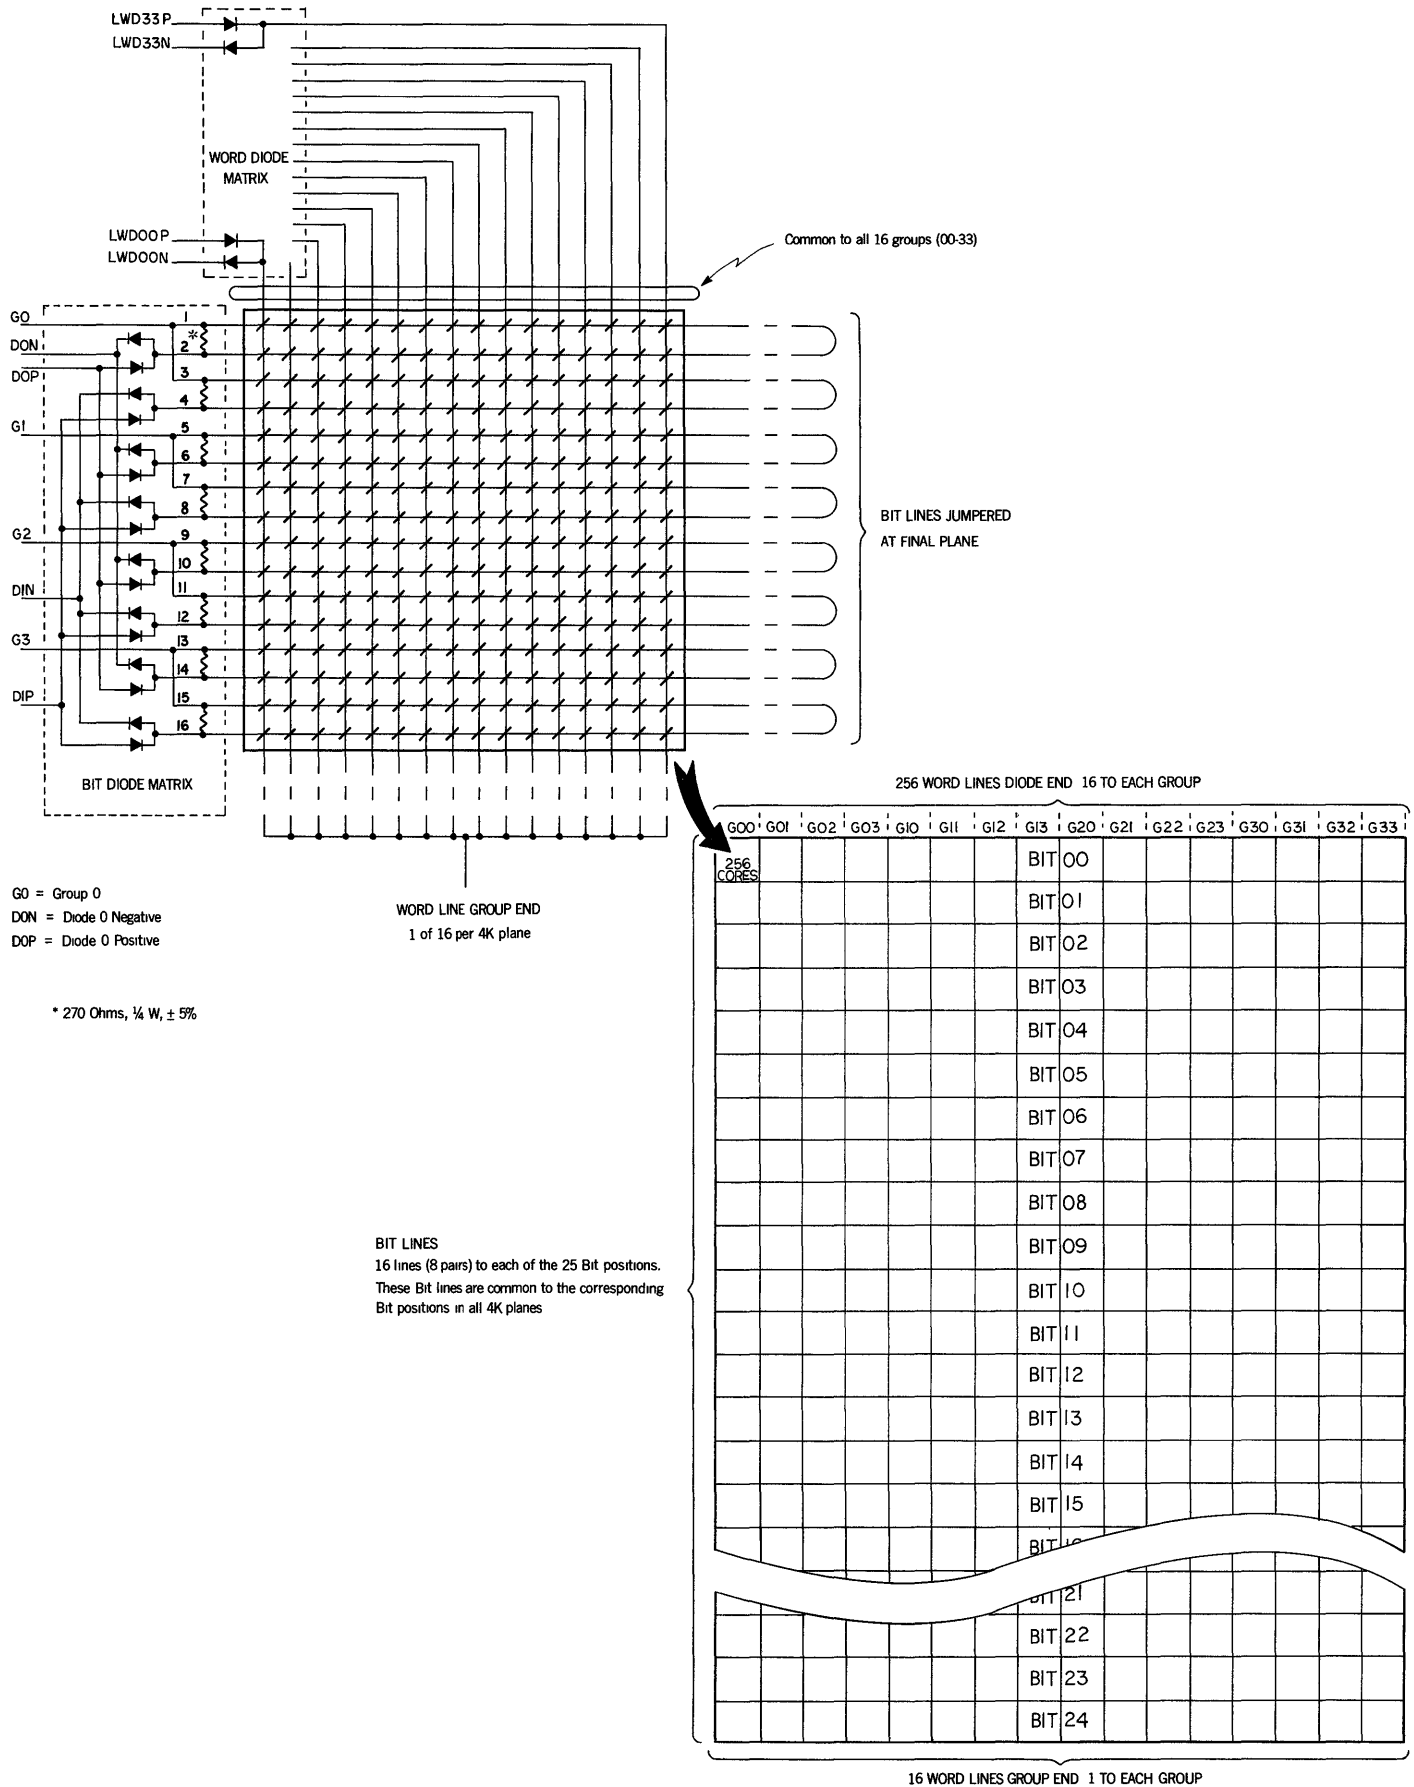 LWD33P
LWD33N
WORD DIODE
MATRIX
LWD00P
LWD00N
Common to all 16 groups (00-33)
G0
D0N
D0P
G1
G2
D1N
G3
D1P
1
*
2
3
4
5
6
7
8
9
10
11
12
13
14
15
16
BIT DIODE MATRIX
BIT LINES JUMPERED
AT FINAL PLANE
G0 = Group 0
D0N = Diode 0 Negative
D0P = Diode 0 Positive
* 270 Ohms, ¼ W, ± 5%
WORD LINE GROUP END
1 of 16 per 4K plane
256 WORD LINES DIODE END 16 TO EACH GROUP
G00 G01 G02 G03 G10 G11 G12 G13 G20 G21 G22 G23 G30 G31 G32 G33
256
CORES
BIT 00
BIT 01
BIT 02
BIT 03
BIT 04
BIT 05
BIT 06
BIT 07
BIT 08
BIT 09
BIT 10
BIT 11
BIT 12
BIT 13
BIT 14
BIT 15
BIT
21
BIT 22
BIT 23
BIT 24
BIT LINES
16 lines (8 pairs) to each of the 25 Bit positions.
These Bit lines are common to the corresponding
Bit positions in all 4K planes
16 WORD LINES GROUP END 1 TO EACH GROUP